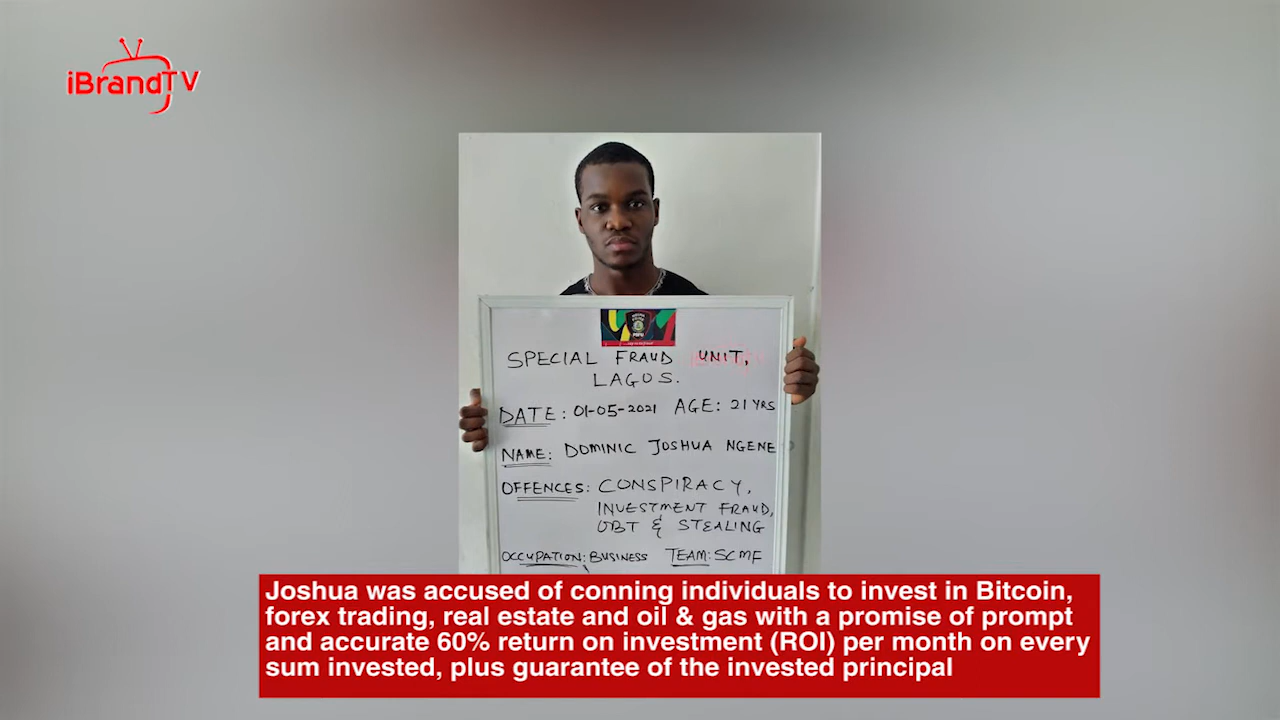 iBrandTV
SPECIAL FRAUD UNIT,
LAGOS.
DATE: 01-05-2021 AGE: 21 YRS
NAME: DOMINIC JOSHUA NGENE
OFFENCES: CONSPIRACY,
INVESTMENT FRAUD,
OBT & STEALING
OCCUPATION: BUSINESS TEAM: SCMF
Joshua was accused of conning individuals to invest in Bitcoin,
forex trading, real estate and oil & gas with a promise of prompt
and accurate 60% return on investment (ROI) per month on every
sum invested, plus guarantee of the invested principal